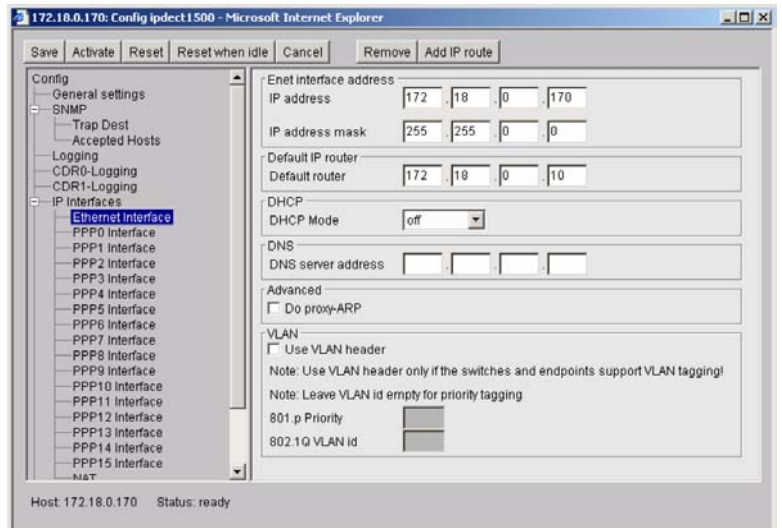 172.18.0.170: Config ipdect1500 - Microsoft Internet Explorer
Save Activate Reset Reset when idle Cancel Remove Add IP route
Config
General settings
SNMP
Trap Dest
Accepted Hosts
Logging
CDR0-Logging
CDR1-Logging
IP Interfaces
Ethernet Interface
PPP0 Interface
PPP1 Interface
PPP2 Interface
PPP3 Interface
PPP4 Interface
PPP5 Interface
PPP6 Interface
PPP7 Interface
PPP8 Interface
PPP9 Interface
PPP10 Interface
PPP11 Interface
PPP12 Interface
PPP13 Interface
PPP14 Interface
PPP15 Interface
NAT
Enet interface address
IP address 172 . 18 . 0 . 170
IP address mask 255 . 255 . 0 . 0
Default IP router
Default router 172 . 18 . 0 . 10
DHCP
DHCP Mode off
DNS
DNS server address . . .
Advanced
Do proxy-ARP
VLAN
Use VLAN header
Note: Use VLAN header only if the switches and endpoints support VLAN tagging!
Note: Leave VLAN id empty for priority tagging
801.p Priority
802.1Q VLAN id
Host: 172.18.0.170 Status: ready